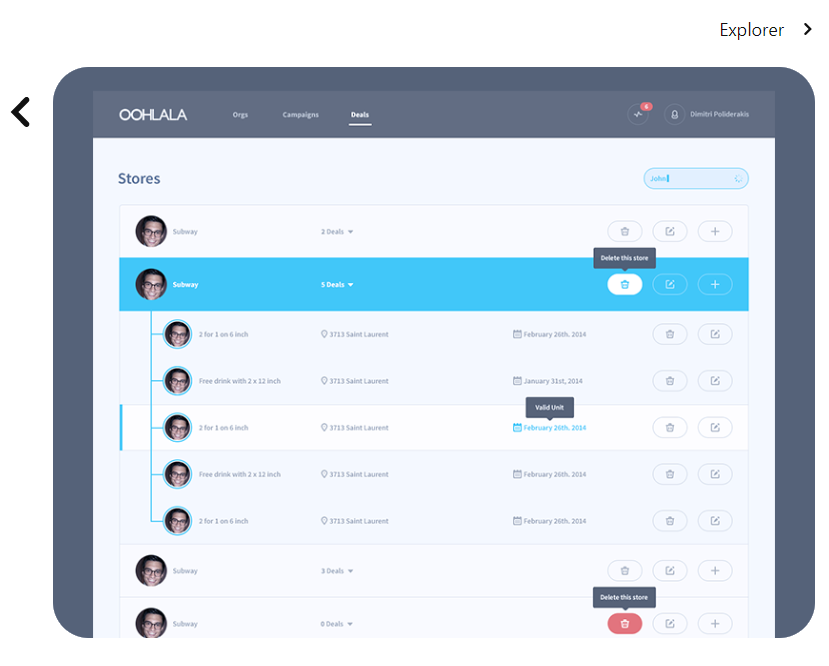 Explorer
OOHLALA Orgs Campaigns Deals 6 Dimitri Poliderakis
Stores John
Subway 2 Deals
Delete this store
Subway 5 Deals
2 for 1 on 6 inch 3713 Saint Laurent February 26th. 2014
Free drink with 2 x 12 inch 3713 Saint Laurent January 31st, 2014
Valid Unit
2 for 1 on 6 inch 3713 Saint Laurent February 26th. 2014
Free drink with 2 x 12 inch 3713 Saint Laurent February 26th. 2014
2 for 1 on 6 inch 3713 Saint Laurent February 26th. 2014
Subway 3 Deals
Delete this store
Subway 0 Deals